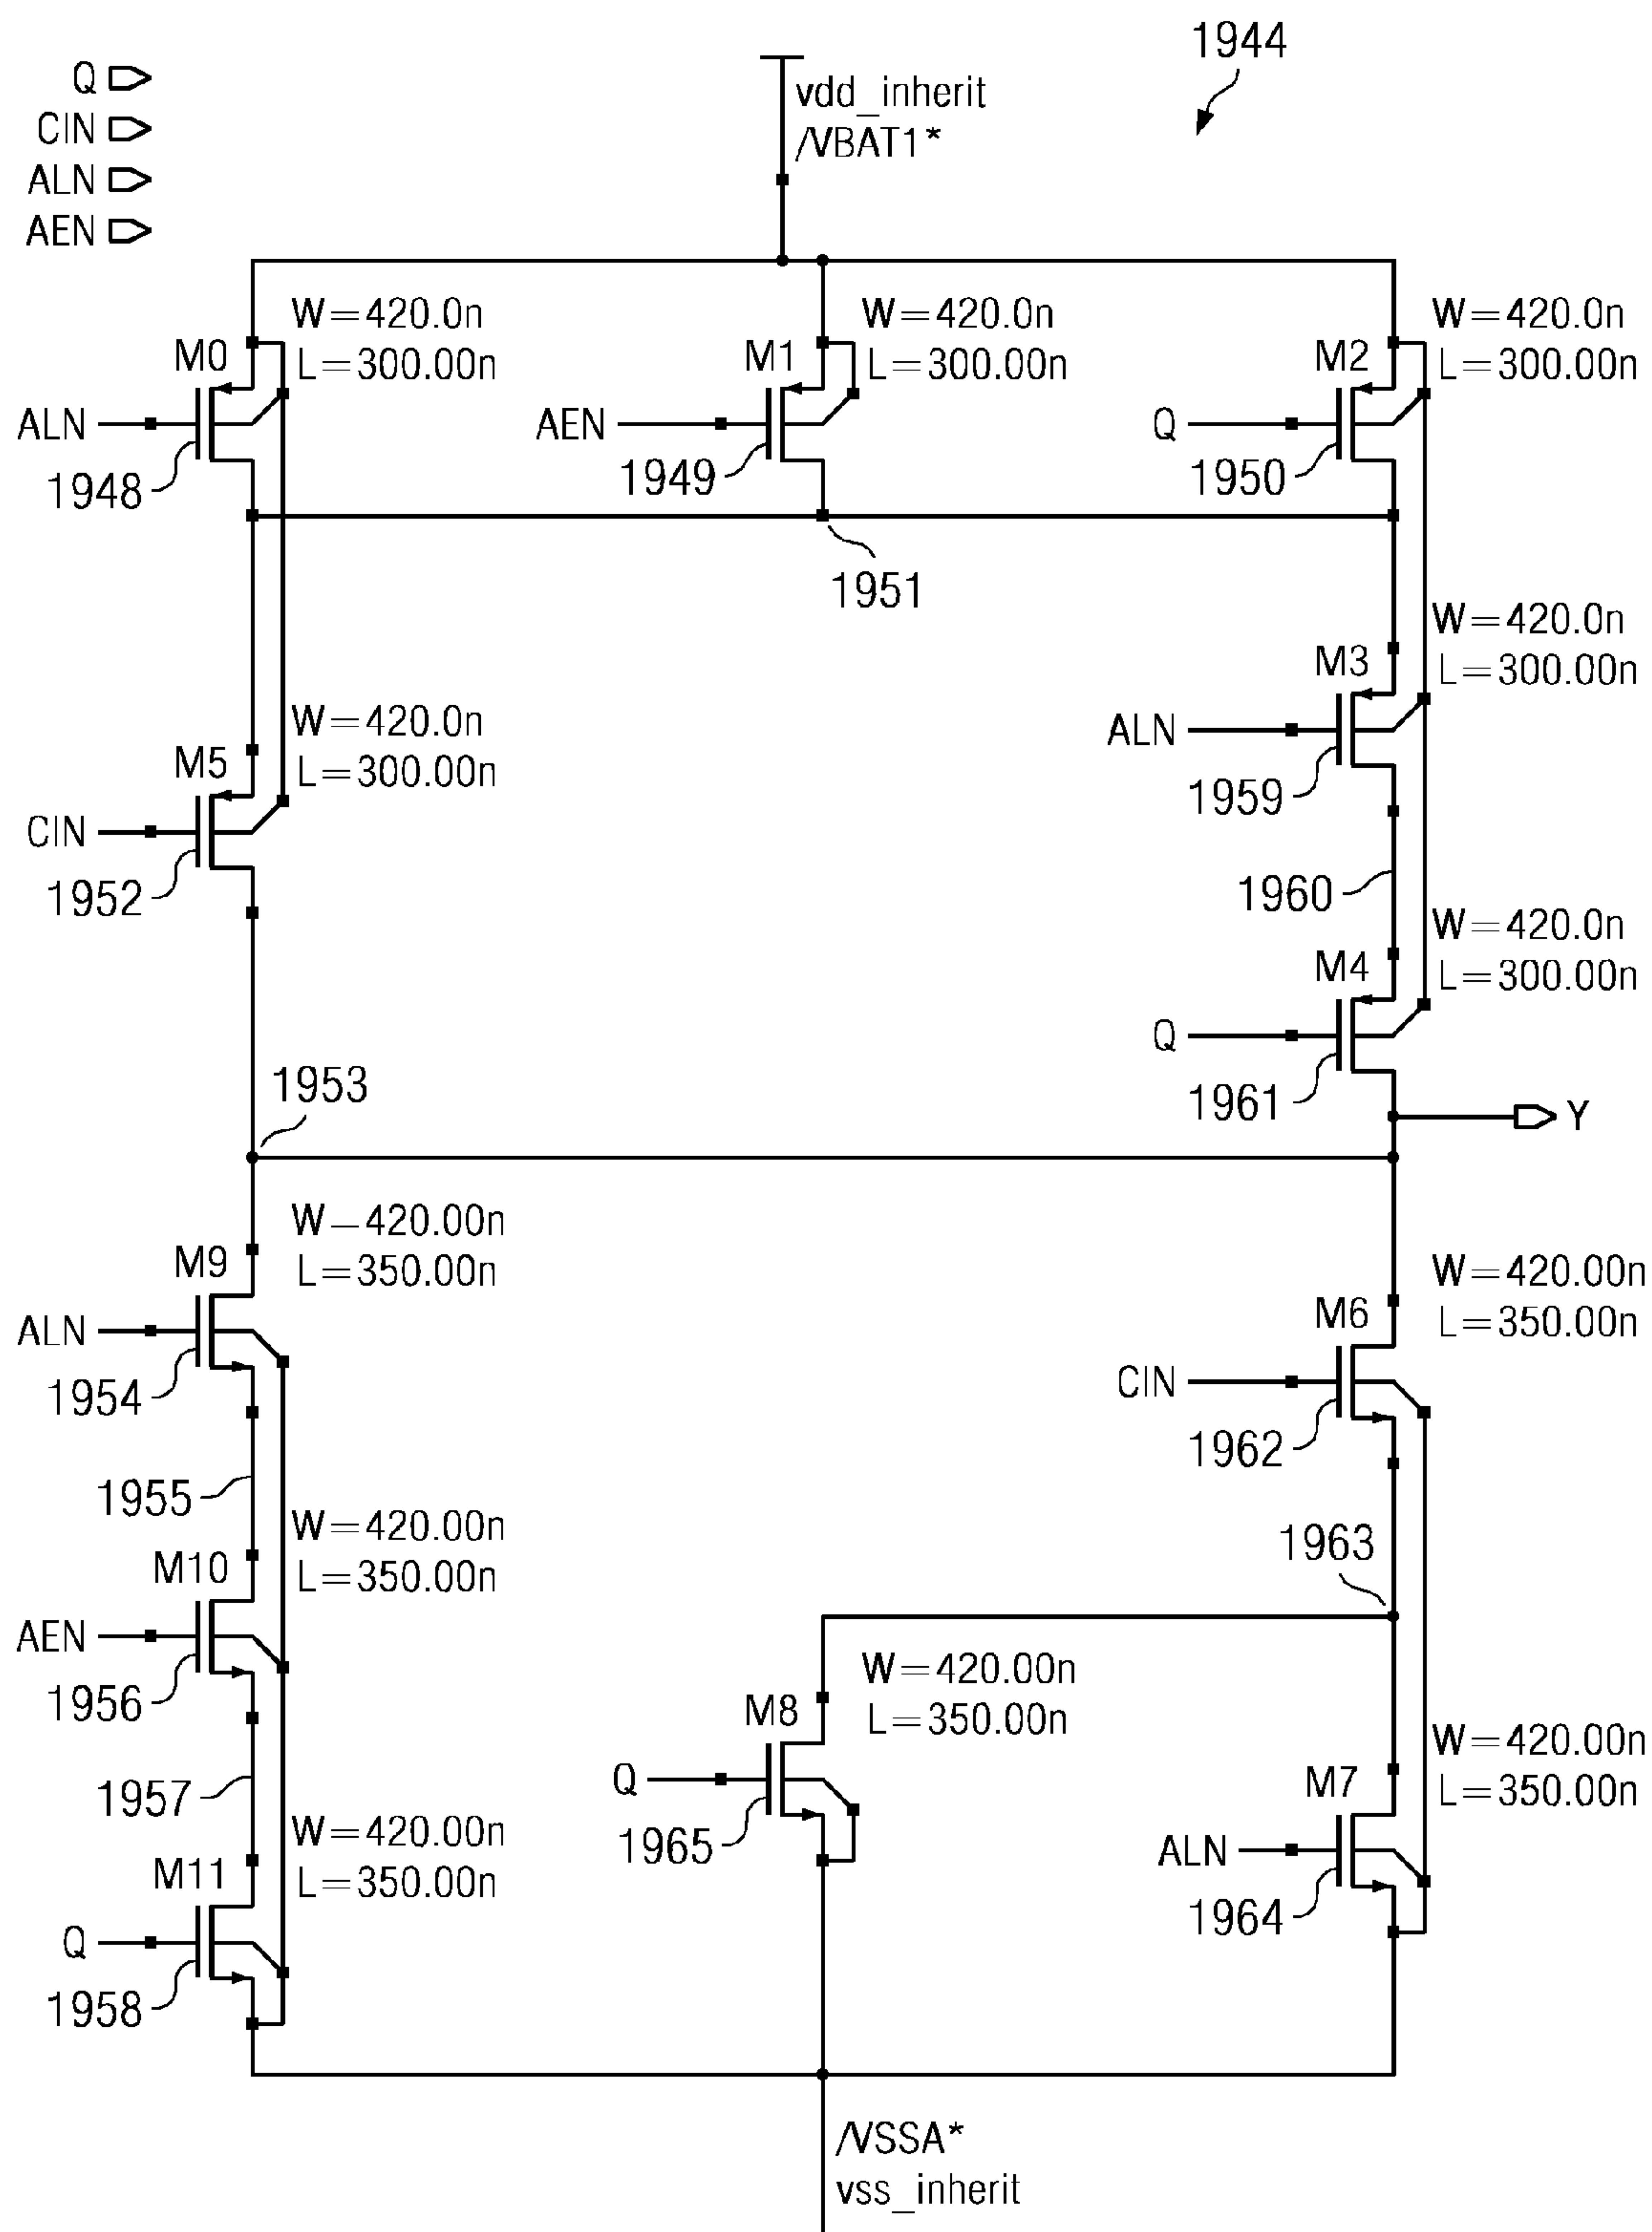 1944
Q
CIN
ALN
AEN
vdd_inherit
/VBAT1*
W=420.0n
L=300.00n
M0
ALN
1948
W=420.0n
L=300.00n
M1
AEN
1949
W=420.0n
L=300.00n
M2
Q
1950
1951
W=420.0n
L=300.00n
M3
ALN
1959
W=420.0n
L=300.00n
M5
CIN
1952
1960
W=420.0n
L=300.00n
M4
Q
1961
1953
Y
W–420.00n
L=350.00n
M9
ALN
1954
W=420.00n
L=350.00n
M6
CIN
1962
1955
W=420.00n
L=350.00n
M10
AEN
1956
1963
W=420.00n
L=350.00n
M8
Q
1965
W=420.00n
L=350.00n
M7
ALN
1964
1957
W=420.00n
L=350.00n
M11
Q
1958
/VSSA*
vss_inherit